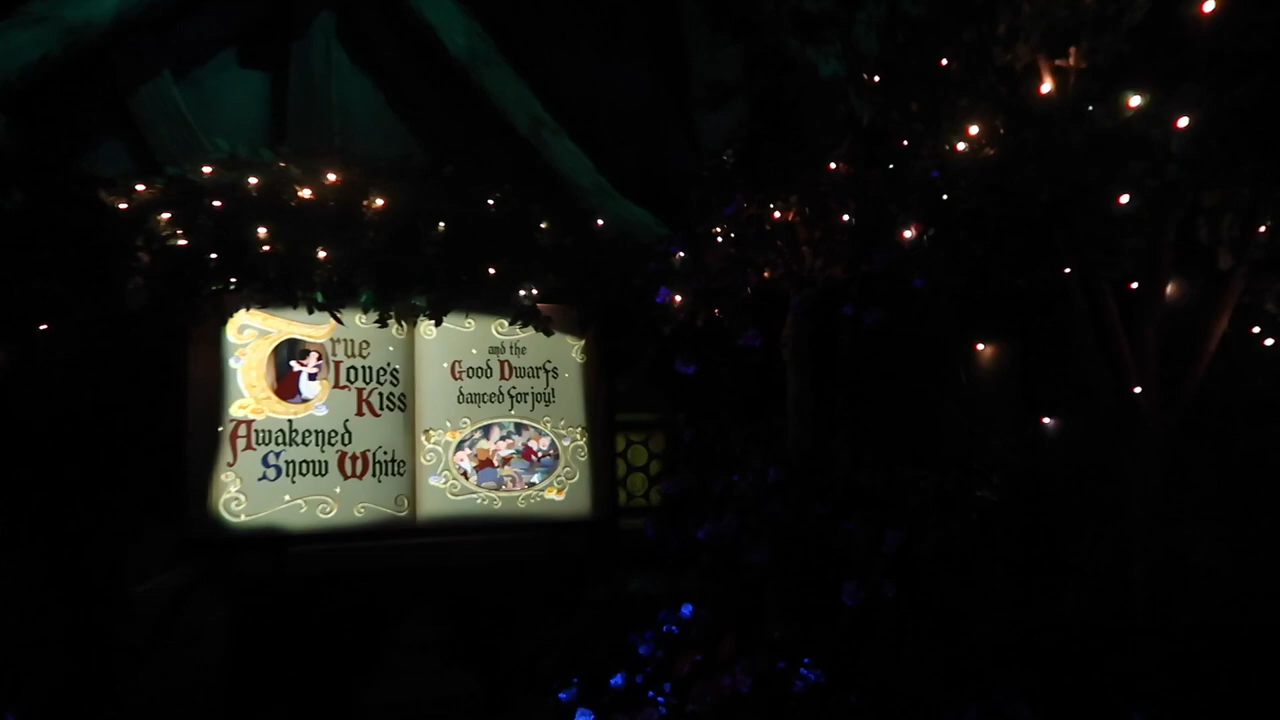 True
Love's
Kiss
Awakened
Snow White
and the
Good Dwarfs
danced for joy!